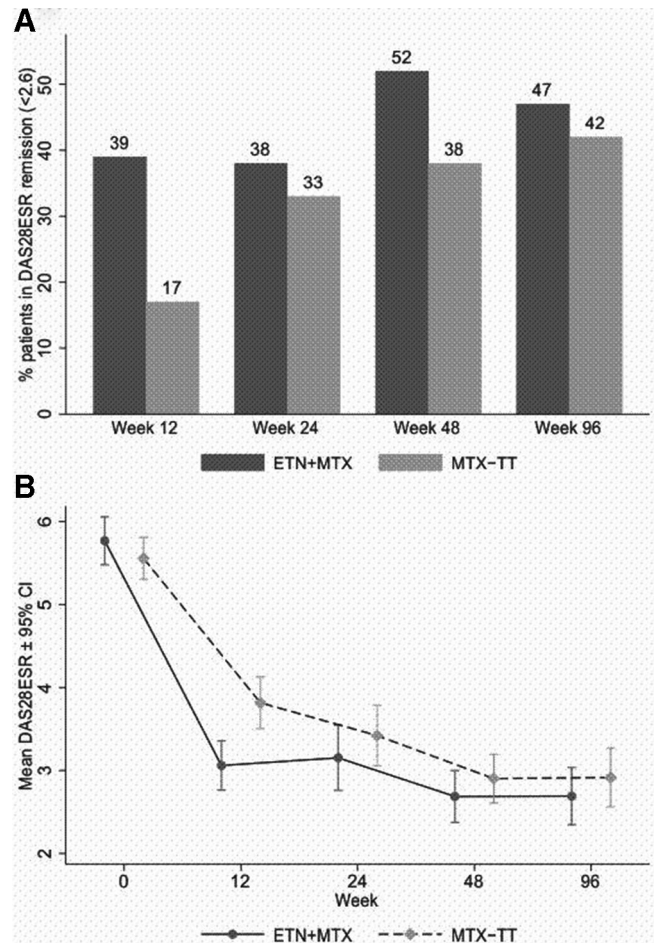 A
% patients in DAS28ESR remission (<2.6)
50
40
30
20
10
0
39
17
38
33
52
38
47
42
Week 12 Week 24 Week 48 Week 96
ETN+MTX MTX-TT
B
Mean DAS28ESR ± 95% CI
6
5
4
3
2
0 12 24 48 96
Week
ETN+MTX MTX-TT